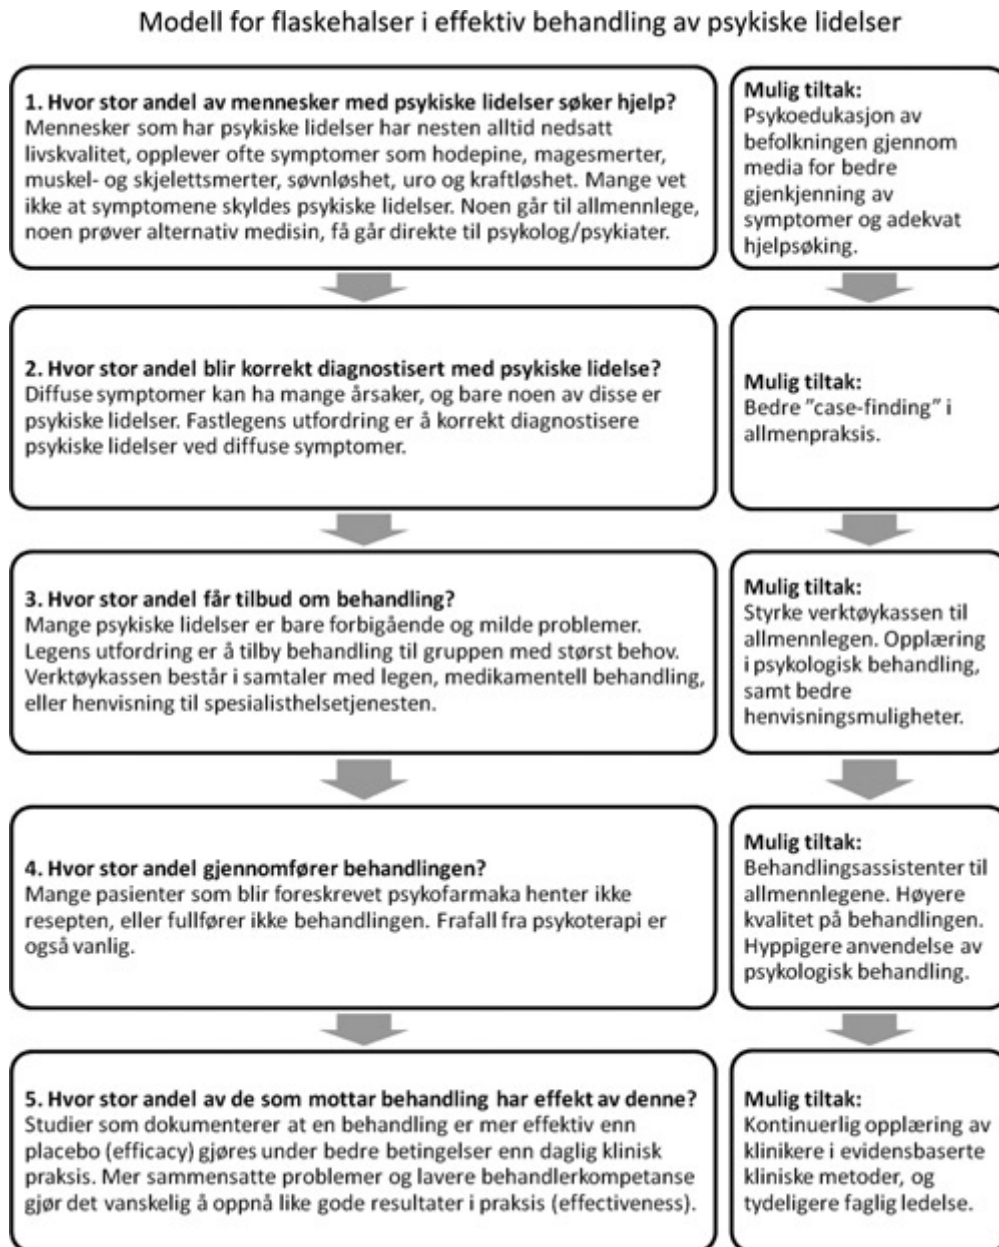 Modell for flaskehalser i effektiv behandling av psykiske lidelser
1. Hvor stor andel av mennesker med psykiske lidelser søker hjelp?
Mennesker som har psykiske lidelser har nesten alltid nedsatt
livskvalitet, opplever ofte symptomer som hodepine, magesmerter,
muskel- og skjelettsmerter, søvnløshet, uro og kraftløshet. Mange vet
ikke at symptomene skyldes psykiske lidelser. Noen går til allmennlege,
noen prøver alternativ medisin, få går direkte til psykolog/psykiater.
Mulig tiltak:
Psykoedukasjon av
befolkningen gjennom
media for bedre
gjenkjenning av
symptomer og adekvat
hjelpsøking.
2. Hvor stor andel blir korrekt diagnostisert med psykiske lidelse?
Diffuse symptomer kan ha mange årsaker, og bare noen av disse er
psykiske lidelser. Fastlegens utfordring er å korrekt diagnostisere
psykiske lidelser ved diffuse symptomer.
Mulig tiltak:
Bedre ”case-finding” i
allmenpraksis.
3. Hvor stor andel får tilbud om behandling?
Mange psykiske lidelser er bare forbigående og milde problemer.
Legens utfordring er å tilby behandling til gruppen med størst behov.
Verktøykassen består i samtaler med legen, medikamentell behandling,
eller henvisning til spesialisthelsetjenesten.
Mulig tiltak:
Styrke verktøykassen til
allmennlegen. Opplæring
i psykologisk behandling,
samt bedre
henvisningsmuligheter.
4. Hvor stor andel gjennomfører behandlingen?
Mange pasienter som blir foreskrevet psykofarmaka henter ikke
resepten, eller fullfører ikke behandlingen. Frafall fra psykoterapi er
også vanlig.
Mulig tiltak:
Behandlingsassistenter til
allmennlegene. Høyere
kvalitet på behandlingen.
Hyppigere anvendelse av
psykologisk behandling.
5. Hvor stor andel av de som mottar behandling har effekt av denne?
Studier som dokumenterer at en behandling er mer effektiv enn
placebo (efficacy) gjøres under bedre betingelser enn daglig klinisk
praksis. Mer sammensatte problemer og lavere behandlerkompetanse
gjør det vanskelig å oppnå like gode resultater i praksis (effectiveness).
Mulig tiltak:
Kontinuerlig opplæring av
klinikere i evidensbaserte
kliniske metoder, og
tydeligere faglig ledelse.